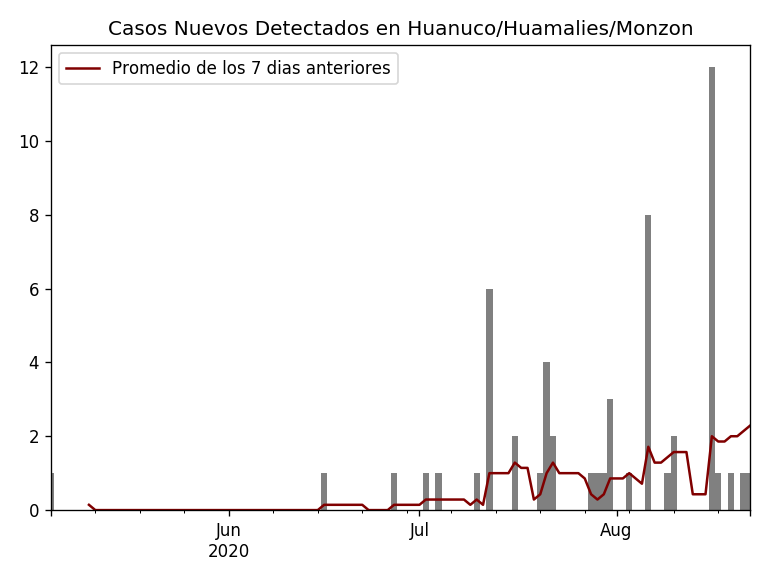 Casos Nuevos Detectados en Huanuco/Huamalies/Monzon
Promedio de los 7 dias anteriores
12
10
8
6
4
2
0
Jun
2020
Jul
Aug